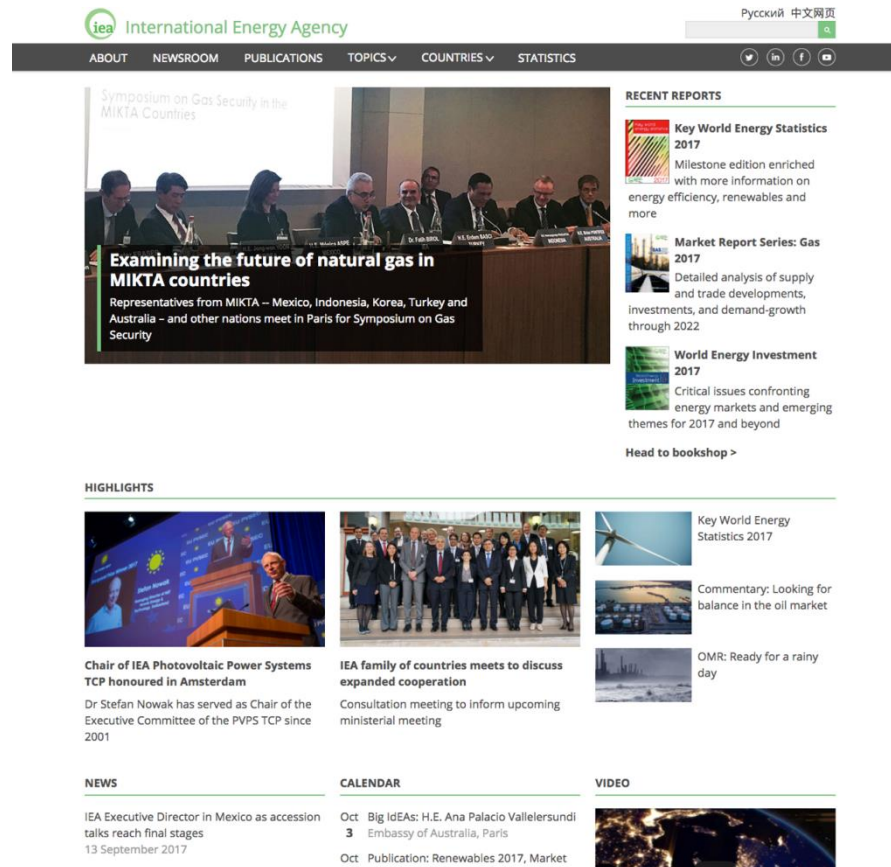 Русский 中文网页
iea International Energy Agency
ABOUT NEWSROOM PUBLICATIONS TOPICS COUNTRIES STATISTICS
Symposium on Gas Security in the
MIKTA Countries
Dr. Fatih BIROL
Examining the future of natural gas in
MIKTA countries
Representatives from MIKTA -- Mexico, Indonesia, Korea, Turkey and
Australia – and other nations meet in Paris for Symposium on Gas
Security
RECENT REPORTS
Key World Energy Statistics
2017
Milestone edition enriched
with more information on
energy efficiency, renewables and
more
Market Report Series: Gas
2017
Detailed analysis of supply
and trade developments,
investments, and demand-growth
through 2022
World Energy Investment
2017
Critical issues confronting
energy markets and emerging
themes for 2017 and beyond
Head to bookshop >
HIGHLIGHTS
Chair of IEA Photovoltaic Power Systems
TCP honoured in Amsterdam
Dr Stefan Nowak has served as Chair of the
Executive Committee of the PVPS TCP since
2001
IEA family of countries meets to discuss
expanded cooperation
Consultation meeting to inform upcoming
ministerial meeting
Key World Energy
Statistics 2017
Commentary: Looking for
balance in the oil market
OMR: Ready for a rainy
day
NEWS
IEA Executive Director in Mexico as accession
talks reach final stages
13 September 2017
CALENDAR
Oct Big IdEAs: H.E. Ana Palacio Vallelersundi
3 Embassy of Australia, Paris
Oct Publication: Renewables 2017, Market
VIDEO